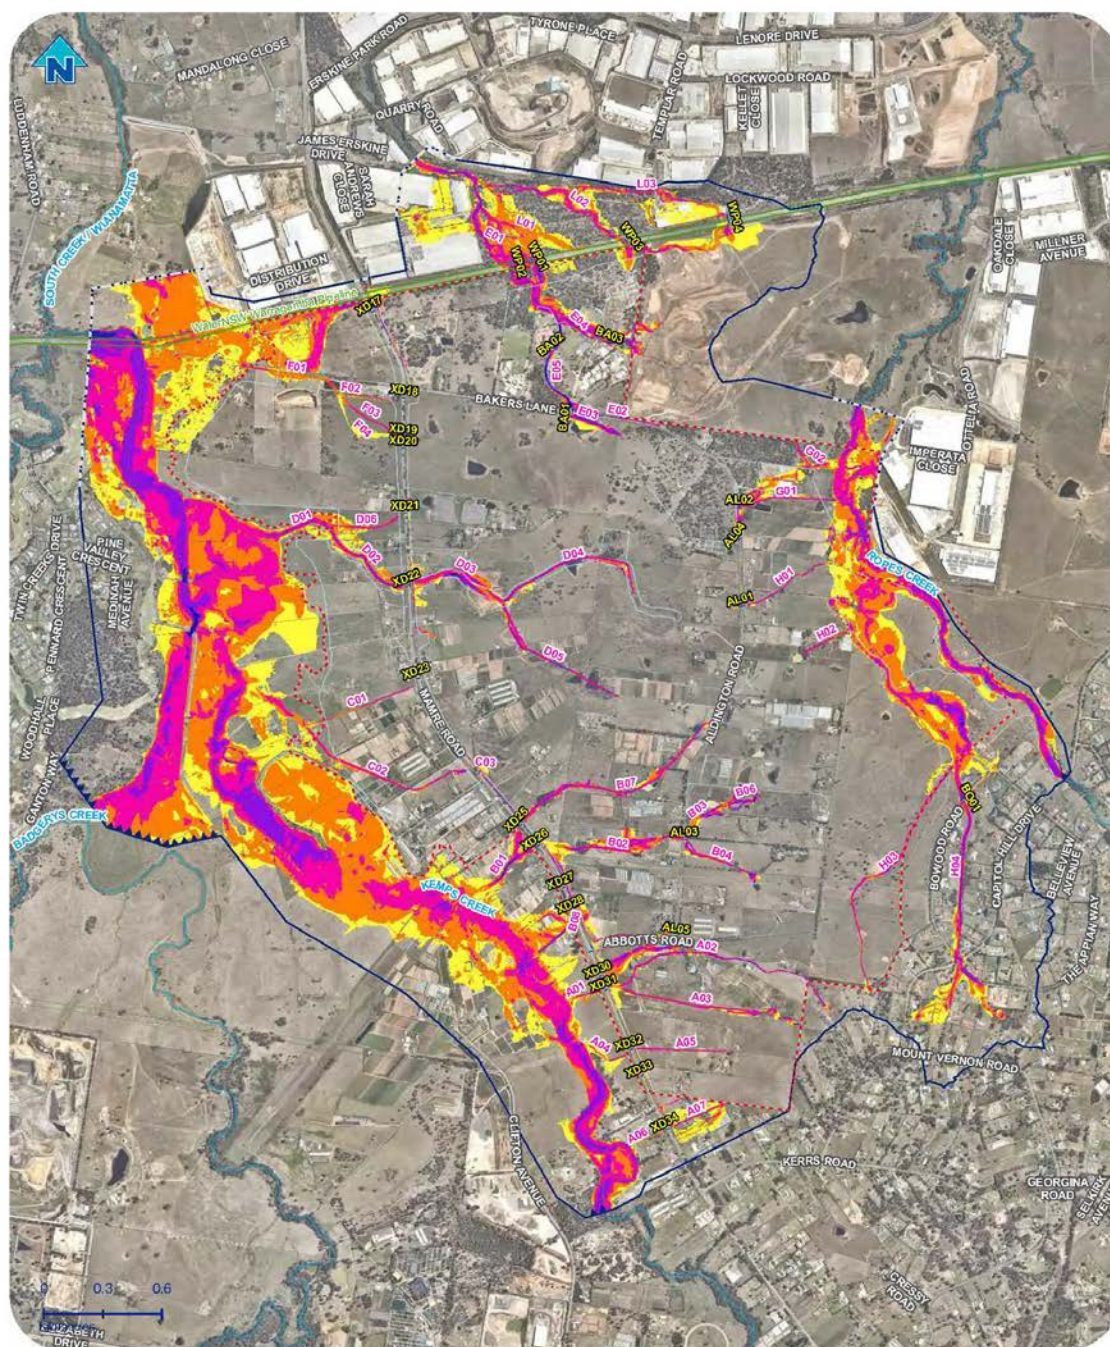 N
MANDALONG CLOSE
ERSKINE PARK ROAD
TYRONE PLACE
LENORE DRIVE
LOCKWOOD ROAD
TEMPLAR ROAD
KELLET
CLOSE
QUARRY
ROAD
JAMES ERSKINE
DRIVE
SARAH
ANDREWS
CLOSE
LUDDENHAM ROAD
SOUTH CREEK/ WIANAMATTA
DISTRIBUTION
DRIVE
WaterNSW Warragamba Pipeline
L03
L02
L01
E01
WP01
WP02
WP03
WP04
OAKDALE
CLOSE
MILLNER
AVENUE
XD17
E04
BA03
BA02
E05
F01
F02
XD18
F03
XD19
F04
XD20
BAKERS LANE
BA01
E03
E02
OTTELIA ROAD
IMPERATA
CLOSE
G02
G01
AL02
AL04
XD21
D01
D06
D02
XD22
D03
D04
D05
H01
AL01
H02
ROPES CREEK
PINE
VALLEY
CRESCENT
TWIN CREEKS DRIVE
PENNARD CRESCENT
MEDINAH
AVENUE
WOODHALL
PLACE
CANTON WAY
BADGERYS CREEK
XD23
C01
MAMRE ROAD
C02
C03
ALDINGTON ROAD
XD25
B07
XD26
B01
B02
B03
B06
AL03
B04
XD27
XD28
B08
KEMPS CREEK
BO01
BOWOOD ROAD
H03
H04
CAPITOL HILL DRIVE
BELLEVIEW
AVENUE
THE APPIAN WAY
AL05
ABBOTTS ROAD
A02
XD30
XD31
A01
A03
A04
XD32
A05
XD33
MOUNT VERNON ROAD
A07
XD34
A06
CLIFTON AVENUE
KERRS ROAD
GEORGINA
ROAD
SELKIRK
CRESSY
ROAD
0 0.3 0.6
DRIVE